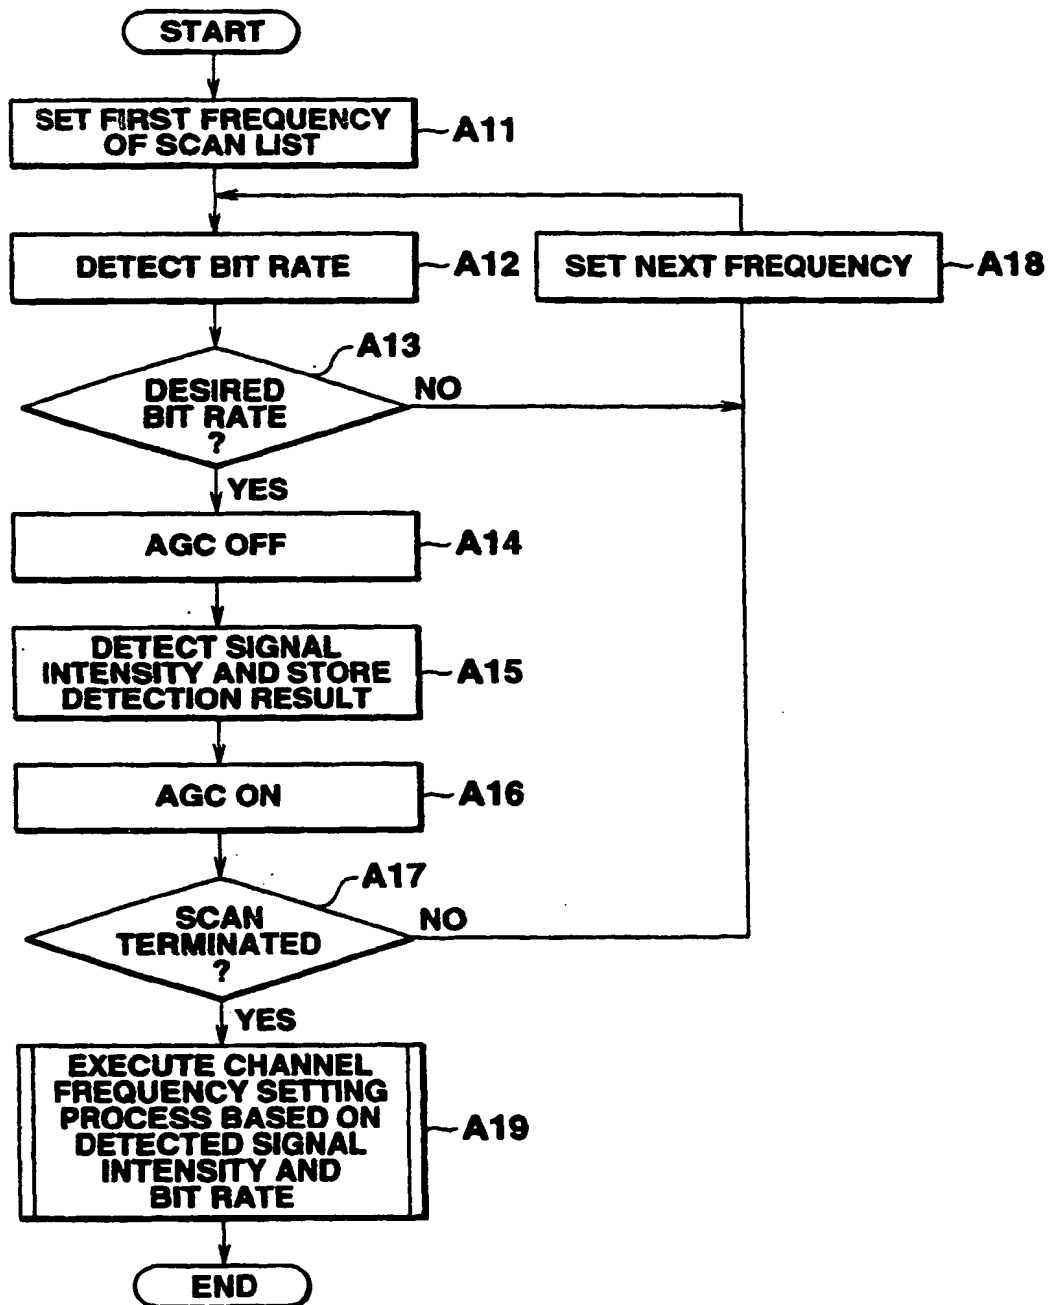 START
SET FIRST FREQUENCY
OF SCAN LIST
A11
DETECT BIT RATE
A12
SET NEXT FREQUENCY
A18
A13
DESIRED
BIT RATE
?
NO
YES
AGC OFF
A14
DETECT SIGNAL
INTENSITY AND STORE
DETECTION RESULT
A15
AGC ON
A16
A17
SCAN
TERMINATED
?
NO
YES
EXECUTE CHANNEL
FREQUENCY SETTING
PROCESS BASED ON
DETECTED SIGNAL
INTENSITY AND
BIT RATE
A19
END